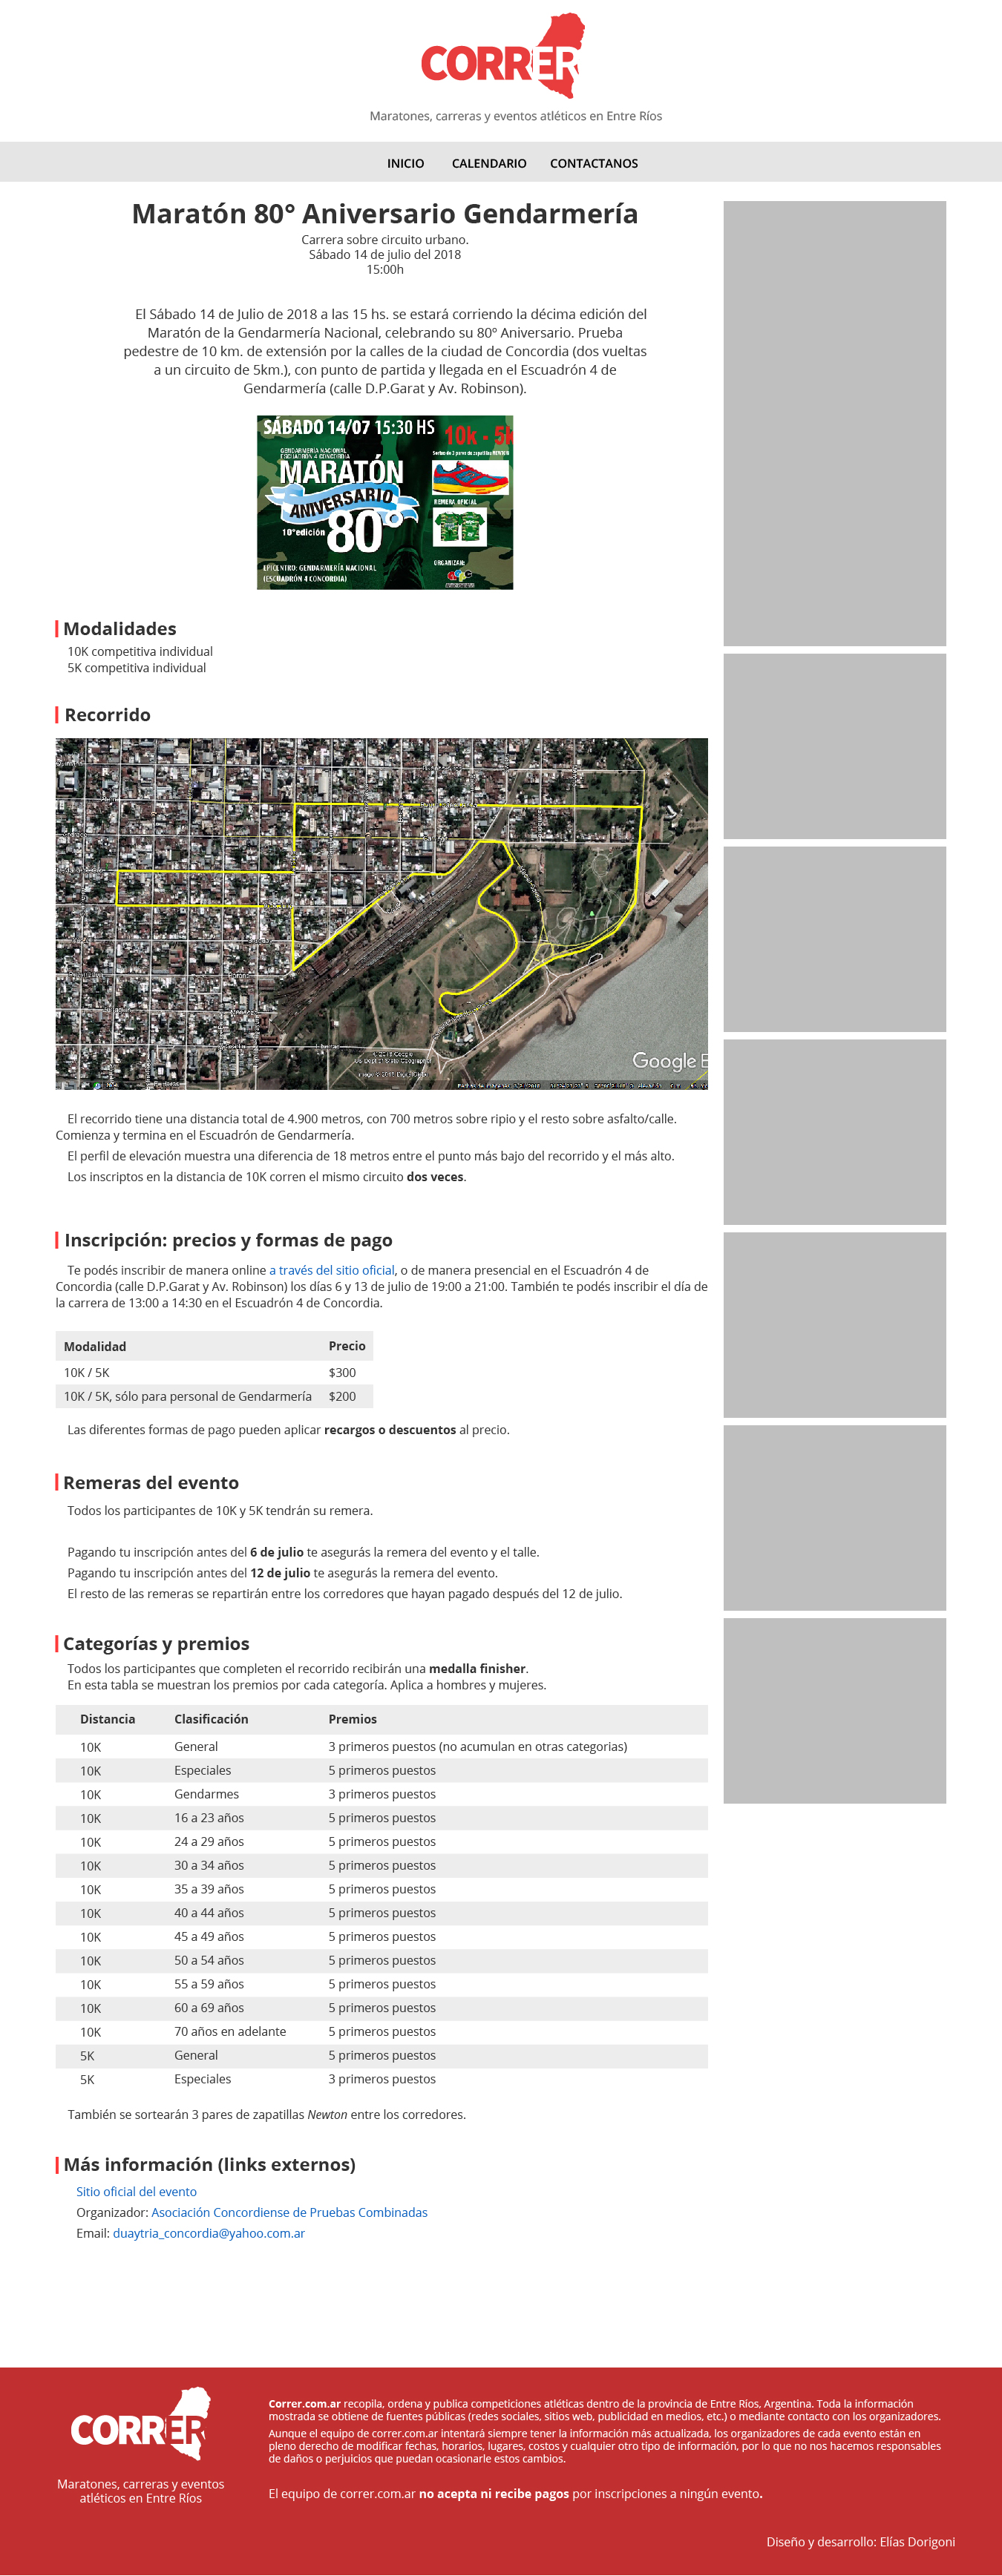 CORRER
Maratones, carreras y eventos atléticos en Entre Ríos
INICIO CALENDARIO CONTACTANOS
Maratón 80° Aniversario Gendarmería
Carrera sobre circuito urbano.
Sábado 14 de julio del 2018
15:00h
El Sábado 14 de Julio de 2018 a las 15 hs. se estará corriendo la décima edición del
Maratón de la Gendarmería Nacional, celebrando su 80º Aniversario. Prueba
pedestre de 10 km. de extensión por la calles de la ciudad de Concordia (dos vueltas
a un circuito de 5km.), con punto de partida y llegada en el Escuadrón 4 de
Gendarmería (calle D.P.Garat y Av. Robinson).
SÁBADO 14/07 15:30 HS
10k - 5k
GENDARMERÍA NACIONAL
ESCUADRÓN 4 CONCORDIA
MARATÓN
ANIVERSARIO
80°
10°edición
Sorteo de 3 pares de zapatillas NEWTON
REMERA OFICIAL
ORGANIZAN:
EPICENTRO: GENDARMERÍA NACIONAL
(ESCUADRÓN 4 CONCORDIA)
Modalidades
10K competitiva individual
5K competitiva individual
Recorrido
Google E
El recorrido tiene una distancia total de 4.900 metros, con 700 metros sobre ripio y el resto sobre asfalto/calle.
Comienza y termina en el Escuadrón de Gendarmería.
El perfil de elevación muestra una diferencia de 18 metros entre el punto más bajo del recorrido y el más alto.
Los inscriptos en la distancia de 10K corren el mismo circuito dos veces.
Inscripción: precios y formas de pago
Te podés inscribir de manera online a través del sitio oficial, o de manera presencial en el Escuadrón 4 de
Concordia (calle D.P.Garat y Av. Robinson) los días 6 y 13 de julio de 19:00 a 21:00. También te podés inscribir el día de
la carrera de 13:00 a 14:30 en el Escuadrón 4 de Concordia.
Modalidad Precio
10K / 5K $300
10K / 5K, sólo para personal de Gendarmería $200
Las diferentes formas de pago pueden aplicar recargos o descuentos al precio.
Remeras del evento
Todos los participantes de 10K y 5K tendrán su remera.
Pagando tu inscripción antes del 6 de julio te asegurás la remera del evento y el talle.
Pagando tu inscripción antes del 12 de julio te asegurás la remera del evento.
El resto de las remeras se repartirán entre los corredores que hayan pagado después del 12 de julio.
Categorías y premios
Todos los participantes que completen el recorrido recibirán una medalla finisher.
En esta tabla se muestran los premios por cada categoría. Aplica a hombres y mujeres.
Distancia Clasificación Premios
10K General 3 primeros puestos (no acumulan en otras categorias)
10K Especiales 5 primeros puestos
10K Gendarmes 3 primeros puestos
10K 16 a 23 años 5 primeros puestos
10K 24 a 29 años 5 primeros puestos
10K 30 a 34 años 5 primeros puestos
10K 35 a 39 años 5 primeros puestos
10K 40 a 44 años 5 primeros puestos
10K 45 a 49 años 5 primeros puestos
10K 50 a 54 años 5 primeros puestos
10K 55 a 59 años 5 primeros puestos
10K 60 a 69 años 5 primeros puestos
10K 70 años en adelante 5 primeros puestos
5K General 5 primeros puestos
5K Especiales 3 primeros puestos
También se sortearán 3 pares de zapatillas Newton entre los corredores.
Más información (links externos)
Sitio oficial del evento
Organizador: Asociación Concordiense de Pruebas Combinadas
Email: duaytria_concordia@yahoo.com.ar
CORRER
Maratones, carreras y eventos
atléticos en Entre Ríos
Correr.com.ar recopila, ordena y publica competiciones atléticas dentro de la provincia de Entre Ríos, Argentina. Toda la información
mostrada se obtiene de fuentes públicas (redes sociales, sitios web, publicidad en medios, etc.) o mediante contacto con los organizadores.
Aunque el equipo de correr.com.ar intentará siempre tener la información más actualizada, los organizadores de cada evento están en
pleno derecho de modificar fechas, horarios, lugares, costos y cualquier otro tipo de información, por lo que no nos hacemos responsables
de daños o perjuicios que puedan ocasionarle estos cambios.
El equipo de correr.com.ar no acepta ni recibe pagos por inscripciones a ningún evento.
Diseño y desarrollo: Elías Dorigoni